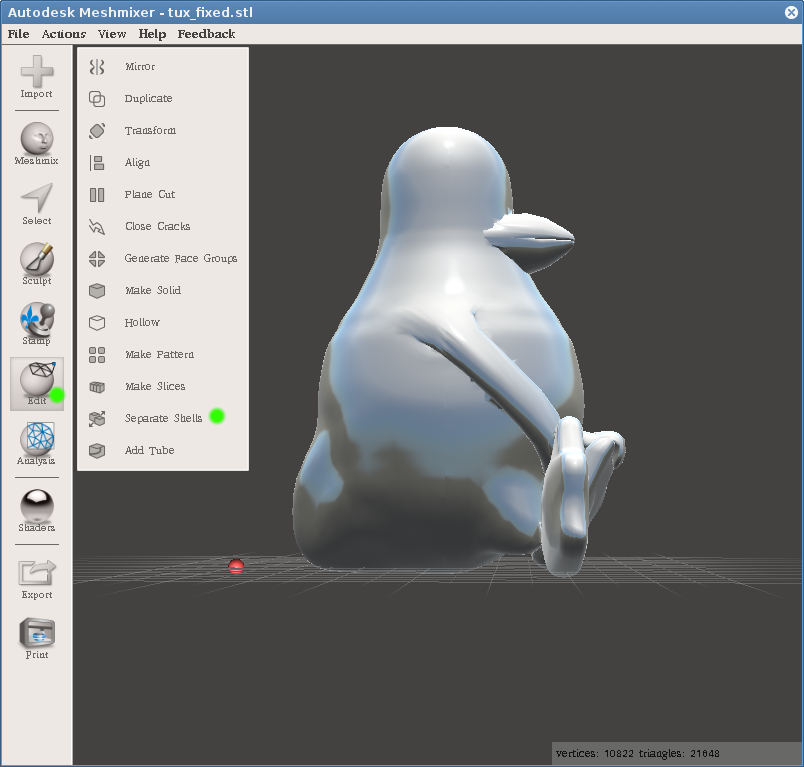 Autodesk Meshmixer - tux_fixed.stl
File Actions View Help Feedback
Import
Meshmix
Select
Sculpt
Stamp
Edit
Analysis
Shaders
Export
Print
Mirror
Duplicate
Transform
Align
Plane Cut
Close Cracks
Generate Face Groups
Make Solid
Hollow
Make Pattern
Make Slices
Separate Shells
Add Tube
vertices: 10822 triangles: 21648